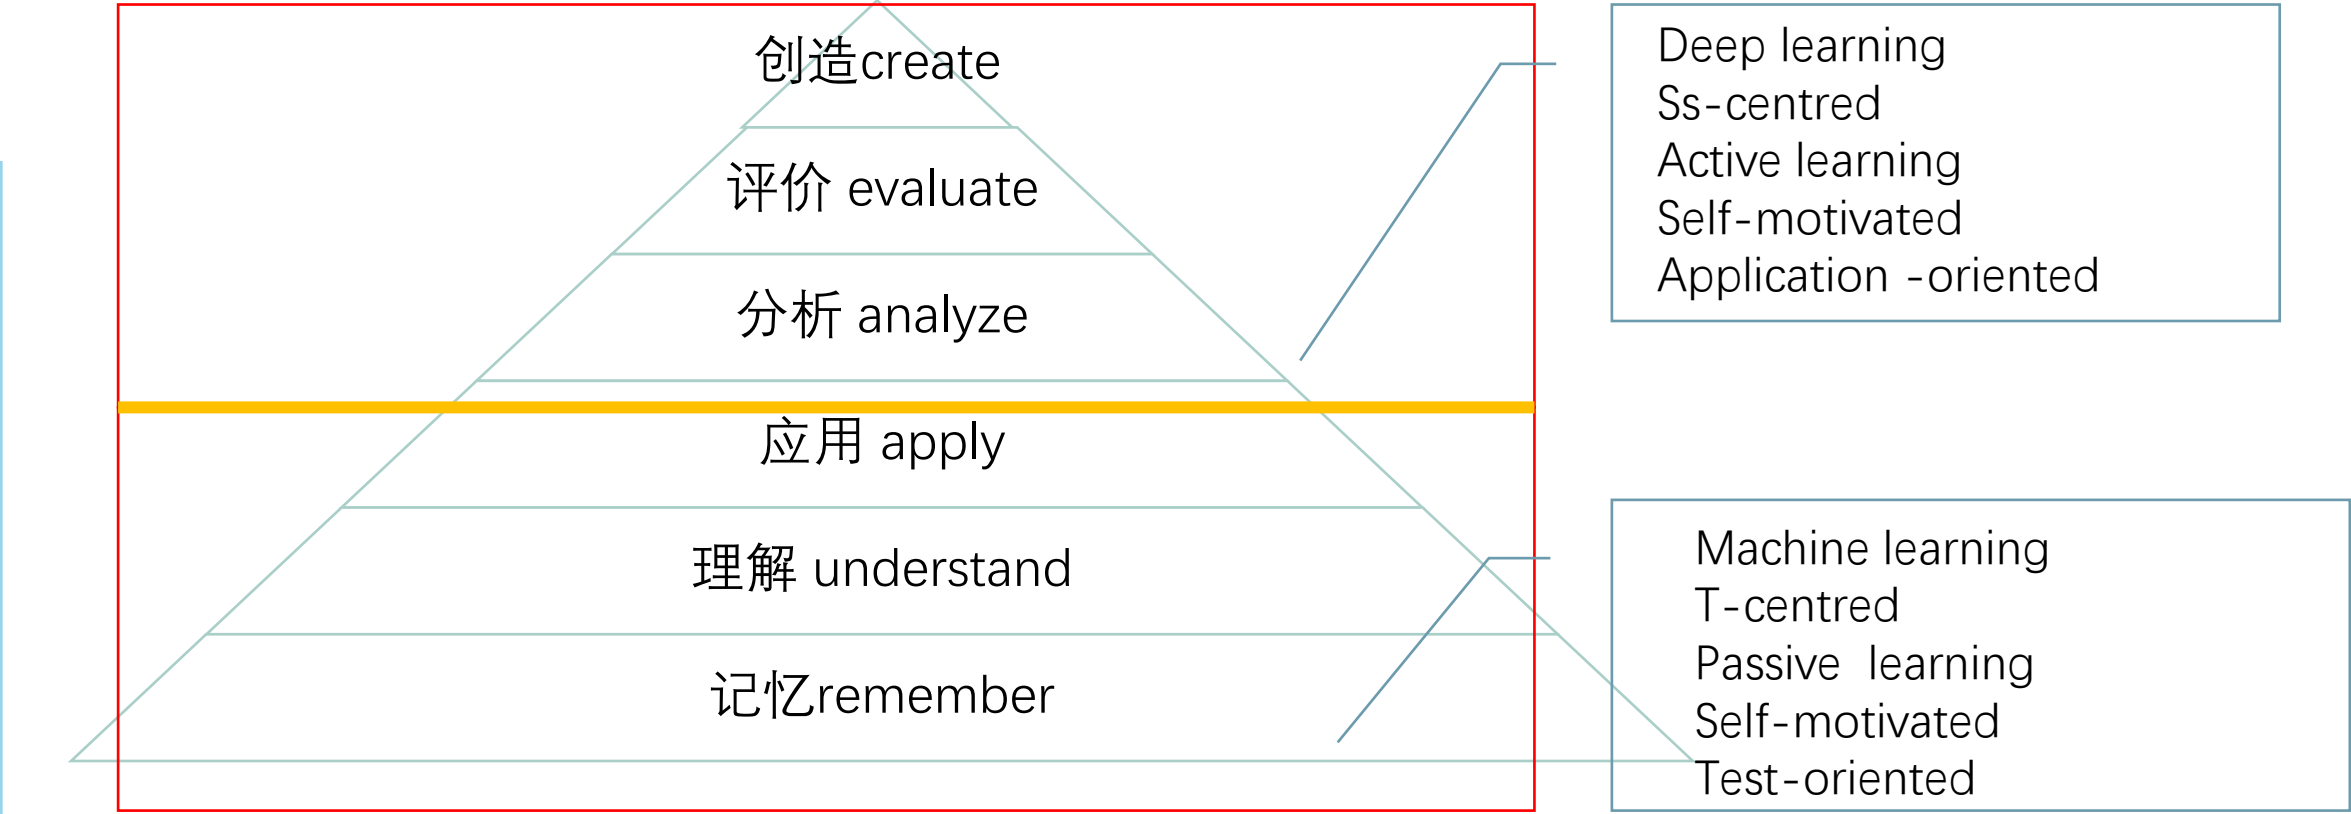 创造create
评价 evaluate
分析 analyze
应用 apply
理解 understand
记忆remember
Deep learning
Ss-centred
Active learning
Self-motivated
Application -oriented
Machine learning
T-centred
Passive  learning
Self-motivated
Test-oriented